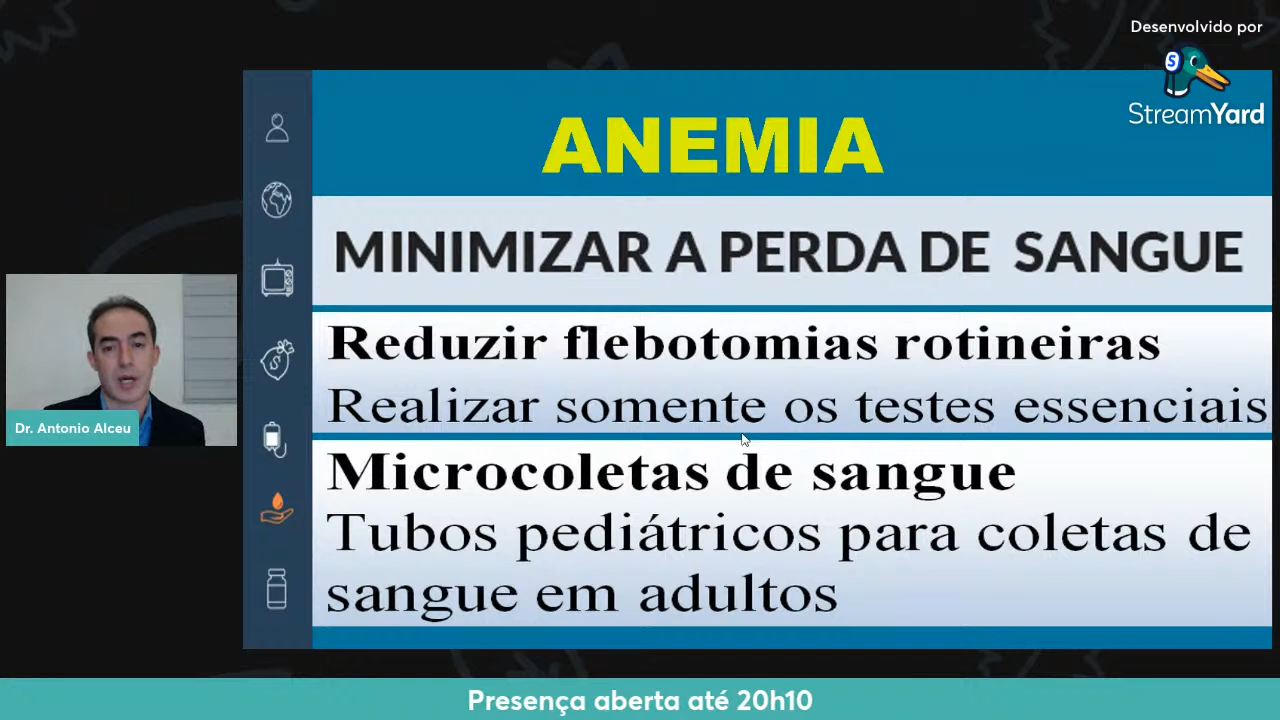 Desenvolvido por
StreamYard
ANEMIA
MINIMIZAR A PERDA DE SANGUE
Reduzir flebotomias rotineiras
Realizar somente os testes essenciais
Microcoletas de sangue
Tubos pediátricos para coletas de
sangue em adultos
Dr. Antonio Alceu
Presença aberta até 20h10